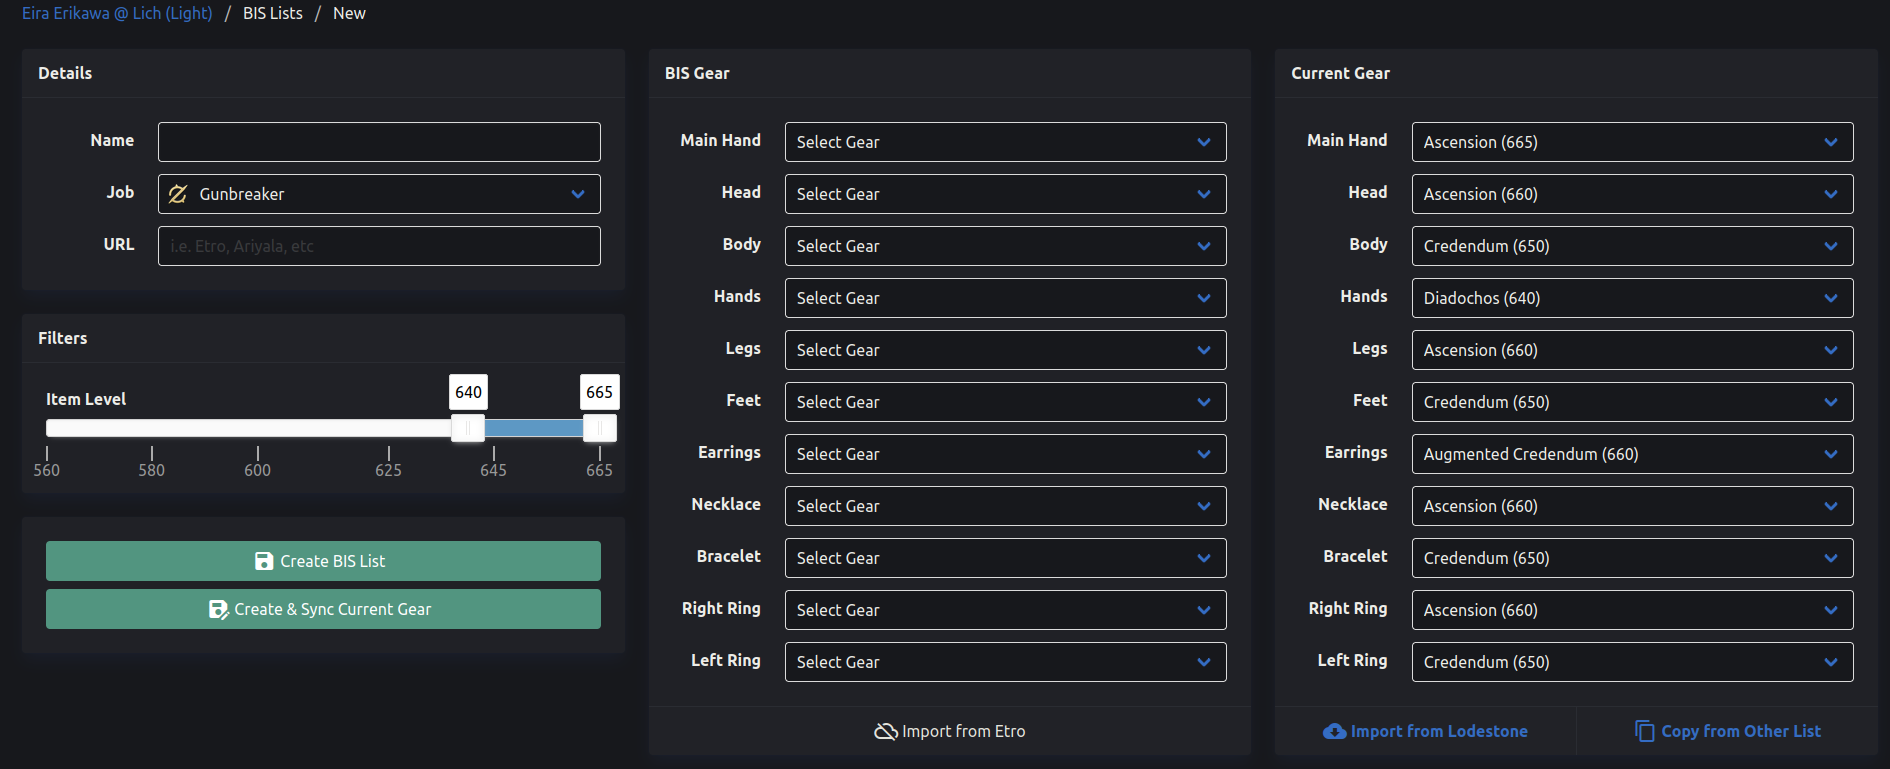 Eira Erikawa @ Lich (Light) / BIS Lists / New
Details
Name
Job Gunbreaker
URL i.e. Etro, Ariyala, etc
Filters
Item Level 640 665
560 580 600 625 645 665
Create BIS List
Create & Sync Current Gear
BIS Gear
Main Hand Select Gear
Head Select Gear
Body Select Gear
Hands Select Gear
Legs Select Gear
Feet Select Gear
Earrings Select Gear
Necklace Select Gear
Bracelet Select Gear
Right Ring Select Gear
Left Ring Select Gear
Import from Etro
Current Gear
Main Hand Ascension (665)
Head Ascension (660)
Body Credendum (650)
Hands Diadochos (640)
Legs Ascension (660)
Feet Credendum (650)
Earrings Augmented Credendum (660)
Necklace Ascension (660)
Bracelet Credendum (650)
Right Ring Ascension (660)
Left Ring Credendum (650)
Import from Lodestone Copy from Other List